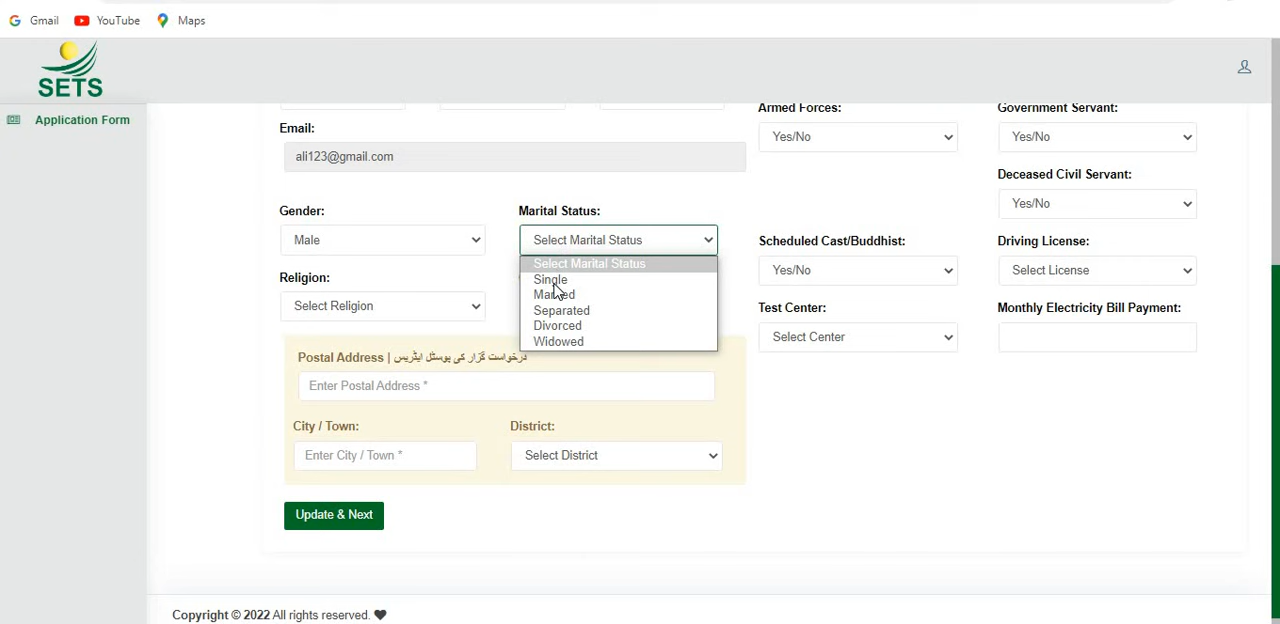 Gmail YouTube Maps
SETS
Application Form
Email:
ali123@gmail.com
Gender:
Male
Marital Status:
Select Marital Status
Select Marital Status
Single
Married
Separated
Divorced
Widowed
Religion:
Select Religion
Postal Address | درخواست گزار کی پوسٹل ایڈریس
Enter Postal Address *
City / Town:
Enter City / Town *
District:
Select District
Update & Next
Armed Forces:
Yes/No
Government Servant:
Yes/No
Deceased Civil Servant:
Yes/No
Scheduled Cast/Buddhist:
Yes/No
Driving License:
Select License
Test Center:
Select Center
Monthly Electricity Bill Payment:
Copyright © 2022 All rights reserved.